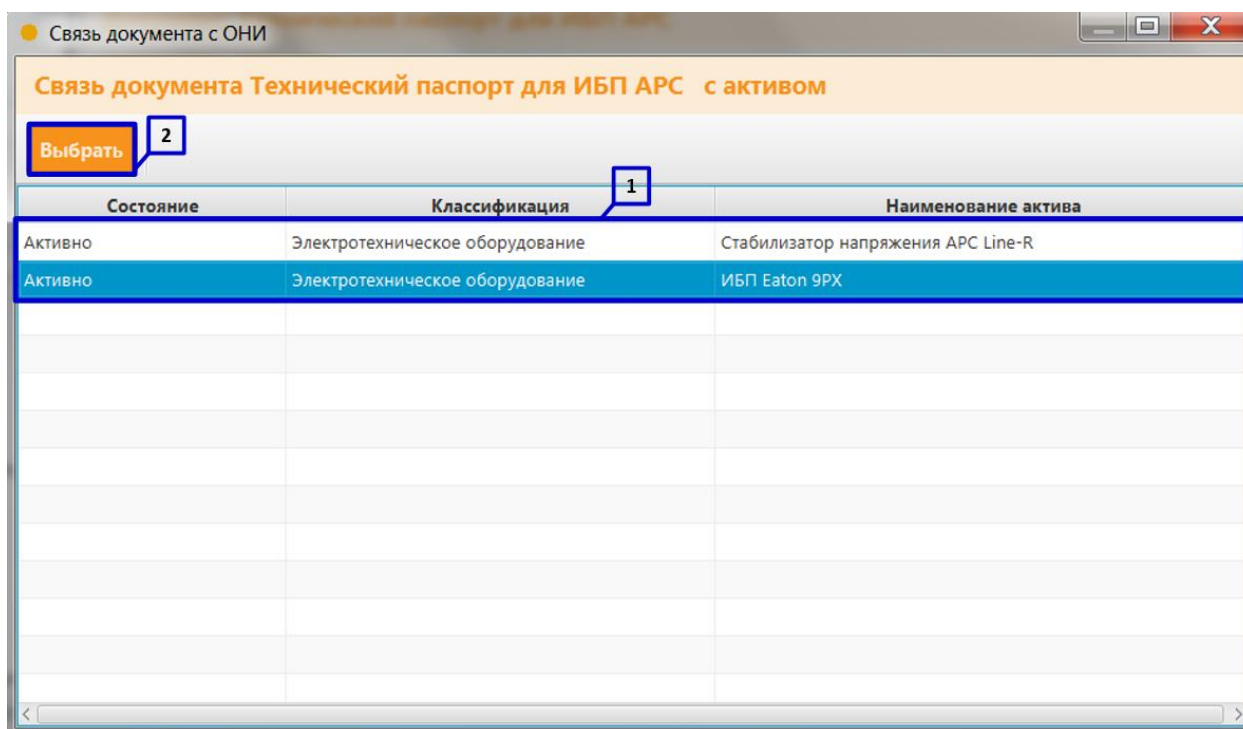 Связь документа с ОНИ
Связь документа Технический паспорт для ИБП APC с активом
Выбрать
2
1
Состояние Классификация Наименование актива
Активно Электротехническое оборудование Стабилизатор напряжения APC Line-R
Активно Электротехническое оборудование ИБП Eaton 9PX